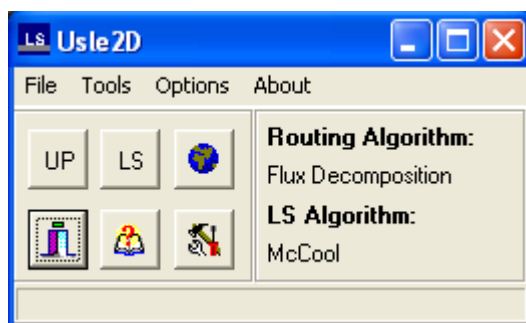 LS Usle2D
File Tools Options About
UP LS
Routing Algorithm:
Flux Decomposition
LS Algorithm:
McCool